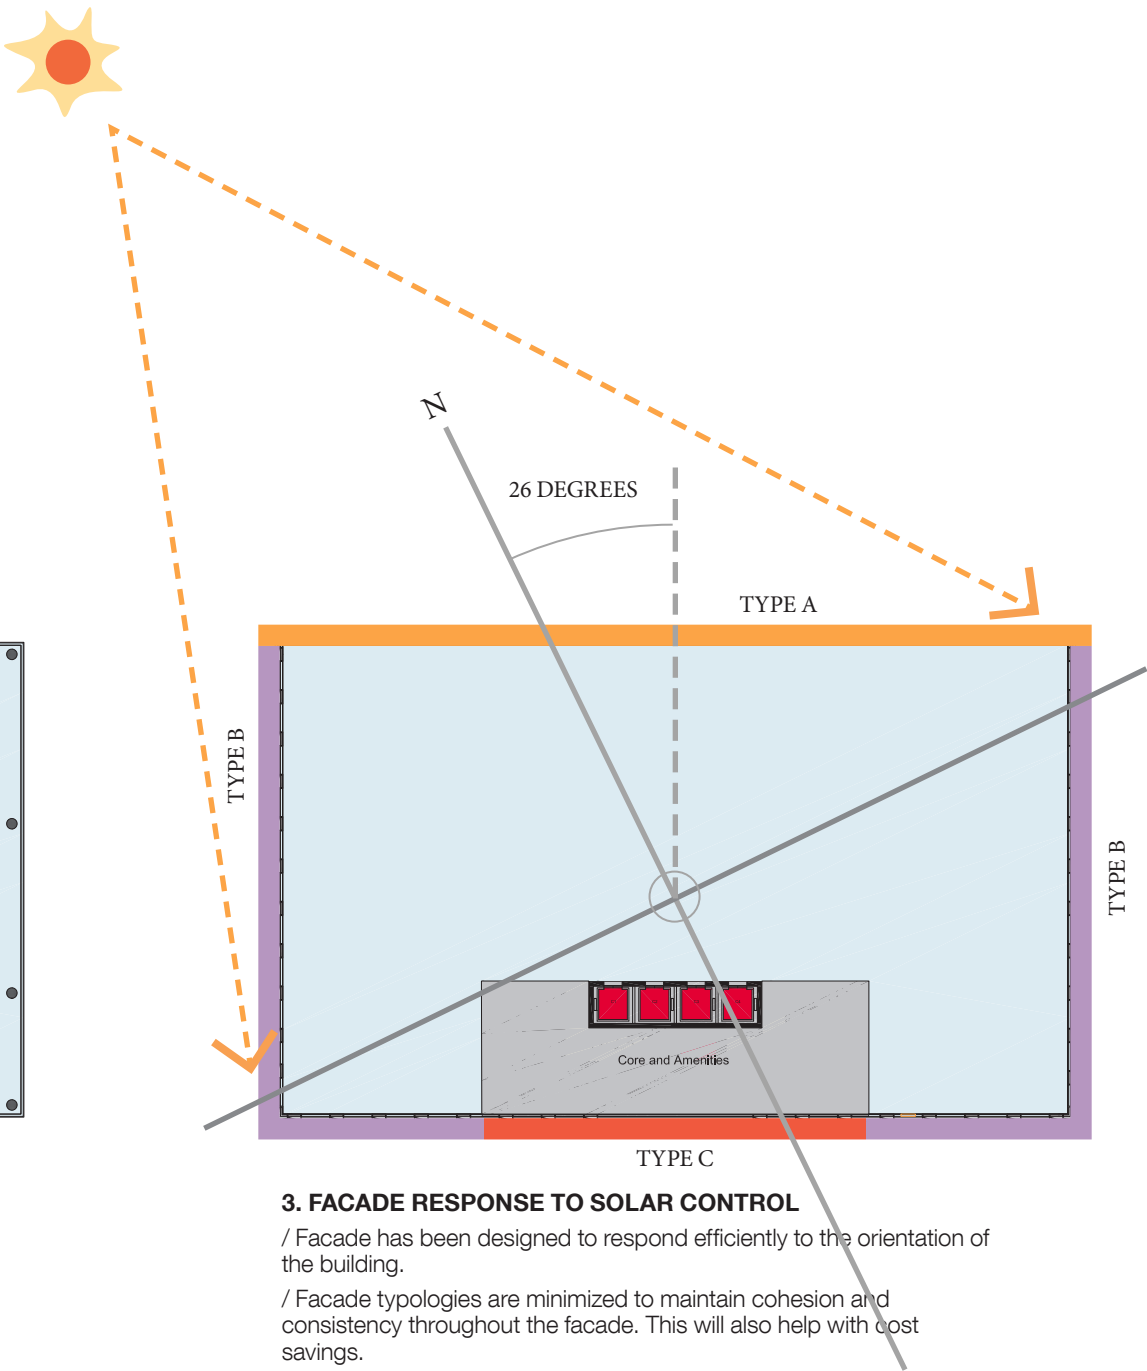 N
26 DEGREES
TYPE A
TYPE B
TYPE B
Core and Amenities
TYPE C
3. FACADE RESPONSE TO SOLAR CONTROL
/ Facade has been designed to respond efficiently to the orientation of
the building.
/ Facade typologies are minimized to maintain cohesion and
consistency throughout the facade. This will also help with cost
savings.